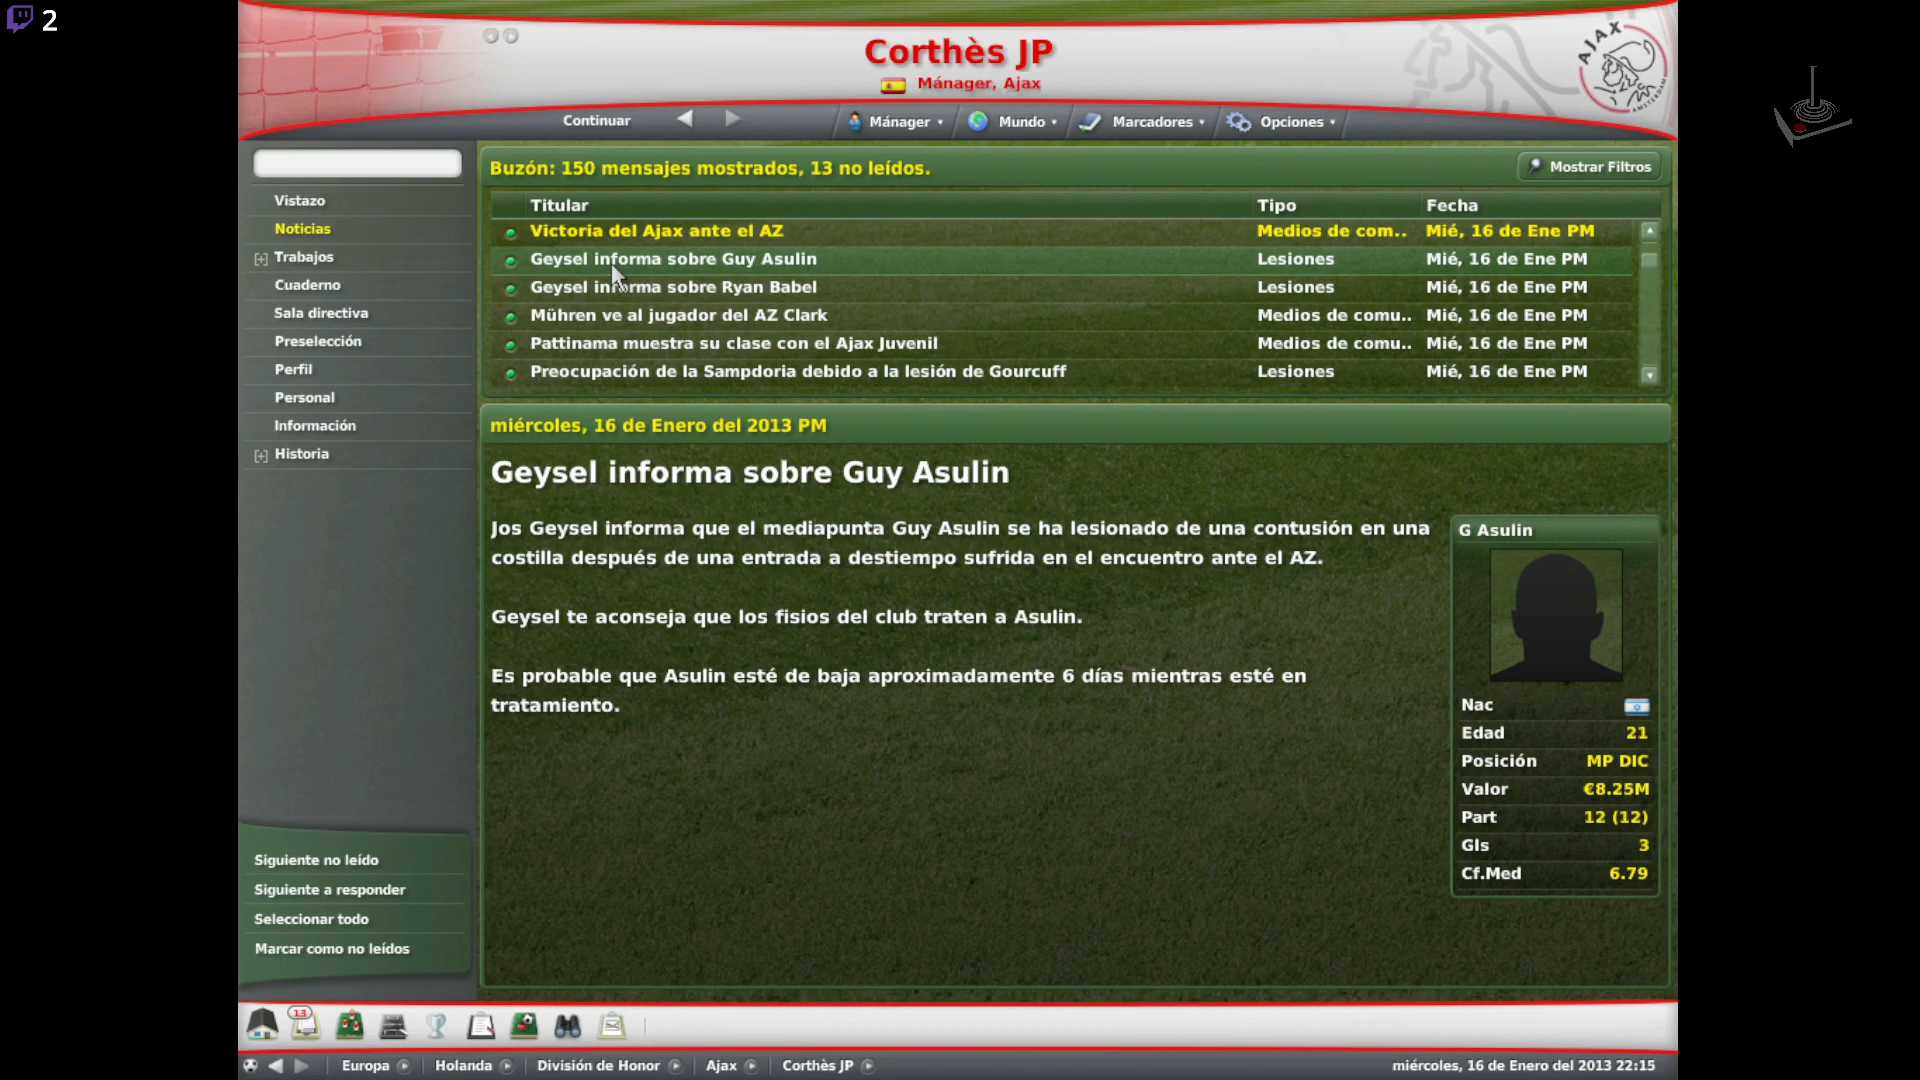 2
Corthès JP
Mánager, Ajax
AJAX
AMSTERDAM
Continuar
Mánager
Mundo
Marcadores
Opciones
Vistazo
Noticias
[+] Trabajos
Cuaderno
Sala directiva
Preselección
Perfil
Personal
Información
[+] Historia
Buzón: 150 mensajes mostrados, 13 no leídos.
Mostrar Filtros
Titular Tipo Fecha
Victoria del Ajax ante el AZ Medios de com.. Mié, 16 de Ene PM
Geysel informa sobre Guy Asulin Lesiones Mié, 16 de Ene PM
Geysel informa sobre Ryan Babel Lesiones Mié, 16 de Ene PM
Mühren ve al jugador del AZ Clark Medios de comu.. Mié, 16 de Ene PM
Pattinama muestra su clase con el Ajax Juvenil Medios de comu.. Mié, 16 de Ene PM
Preocupación de la Sampdoria debido a la lesión de Gourcuff Lesiones Mié, 16 de Ene PM
miércoles, 16 de Enero del 2013 PM
Geysel informa sobre Guy Asulin
Jos Geysel informa que el mediapunta Guy Asulin se ha lesionado de una contusión en una
costilla después de una entrada a destiempo sufrida en el encuentro ante el AZ.
Geysel te aconseja que los fisios del club traten a Asulin.
Es probable que Asulin esté de baja aproximadamente 6 días mientras esté en
tratamiento.
G Asulin
Nac
Edad 21
Posición MP DIC
Valor €8.25M
Part 12 (12)
Gls 3
Cf.Med 6.79
Siguiente no leído
Siguiente a responder
Seleccionar todo
Marcar como no leídos
13
Europa
Holanda
División de Honor
Ajax
Corthès JP
miércoles, 16 de Enero del 2013 22:15